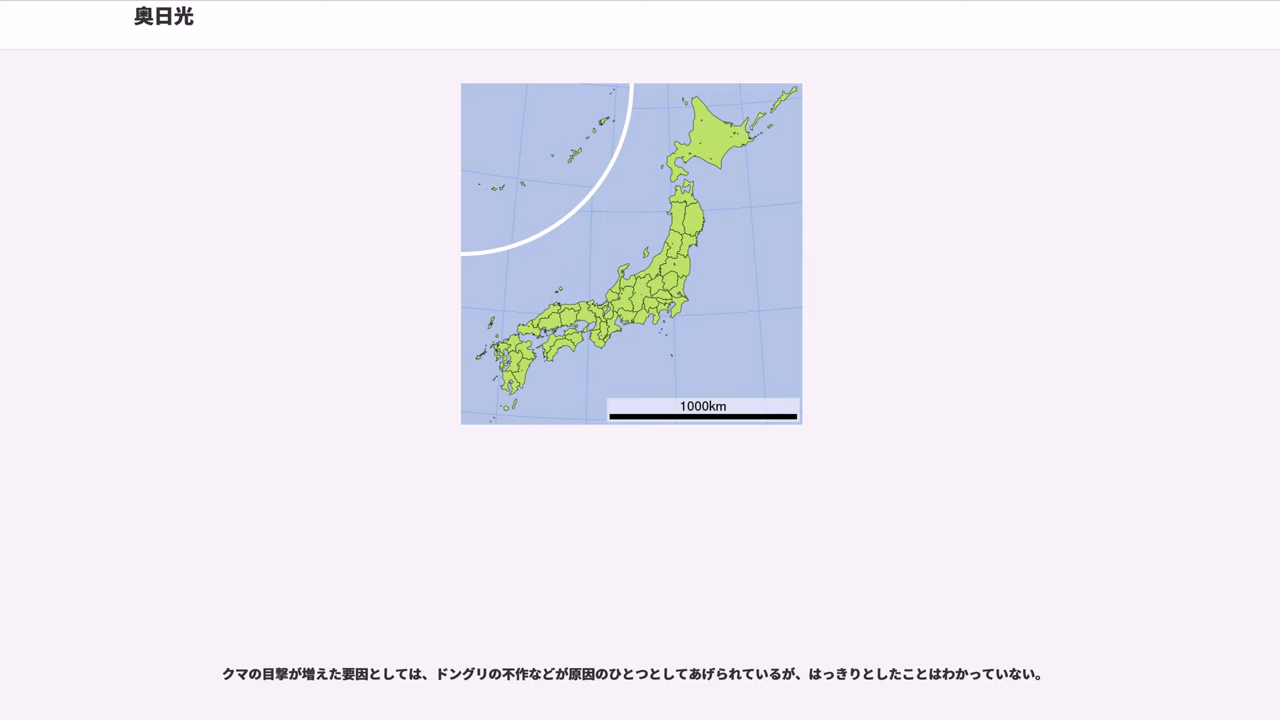 奥日光
1000km
クマの目撃が増えた要因としては、ドングリの不作などが原因のひとつとしてあげられているが、はっきりとしたことはわかっていない。